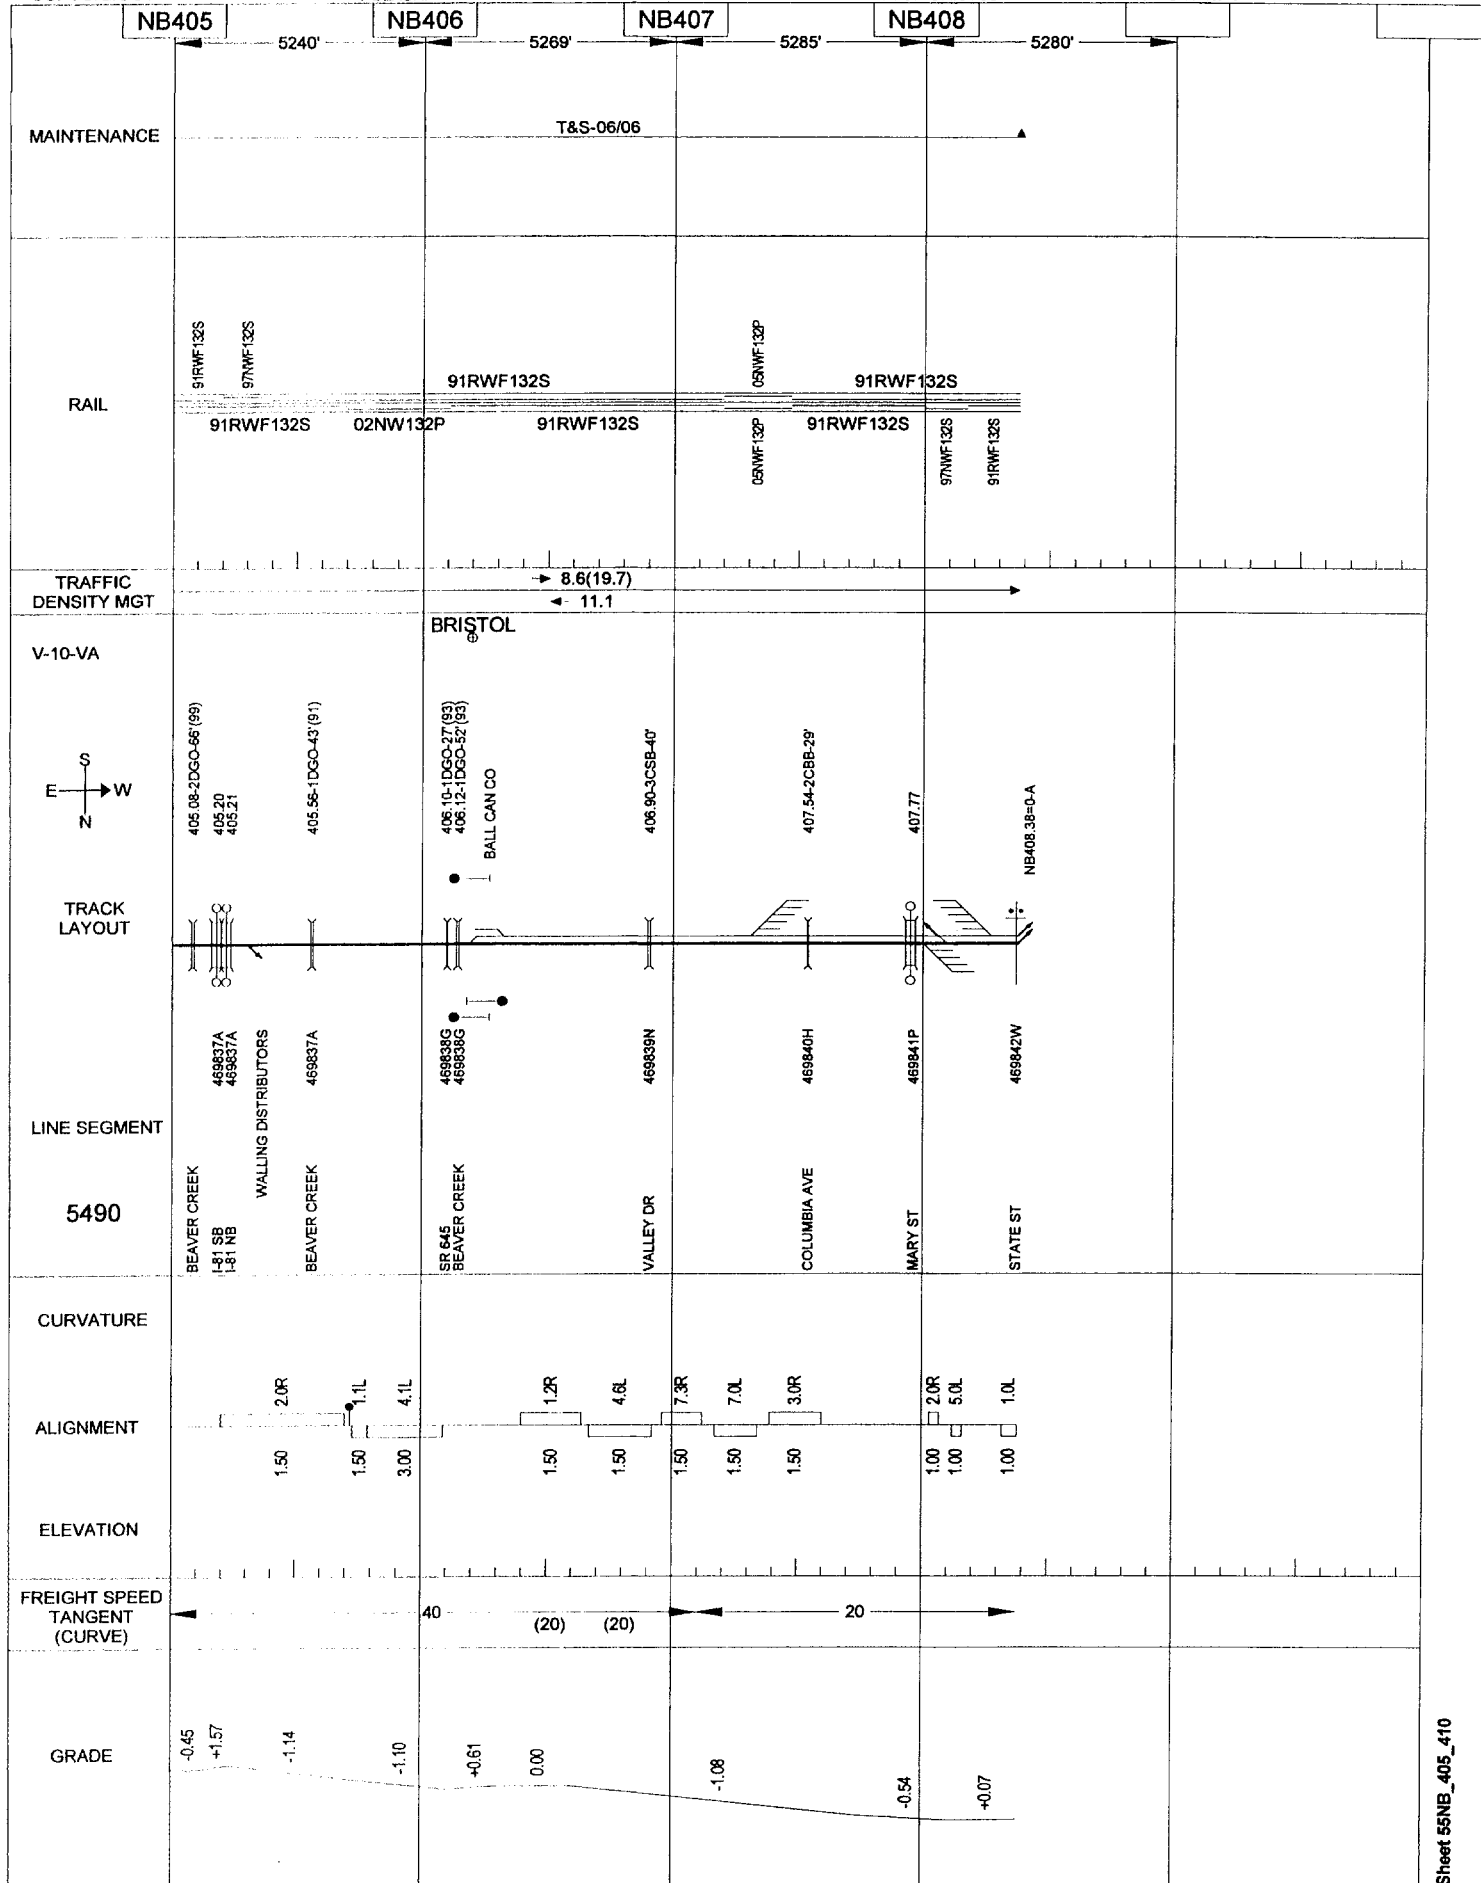 NB405 NB406 NB407 NB408
5240' 5269' 5285' 5280'
MAINTENANCE
T&S-06/06
91RWF132S
97NWF132S
05NWF132P
91RWF132S 91RWF132S
RAIL
91RWF132S 02NW132P 91RWF132S 91RWF132S
05NWF132P
97NWF132S
91RWF132S
TRAFFIC
DENSITY MGT
8.6(19.7)
11.1
BRISTOL
V-10-VA
S
E W
N
405.08-2DGO-66'(99)
405.20
405.21
405.56-1DGO-43'(91)
406.10-1DGO-27'(93)
406.12-1DGO-52'(93)
BALL CAN CO
406.90-3CSB-40'
407.54-2CBB-29'
407.77
NB408.38=0-A
TRACK
LAYOUT
469837A
469837A
WALLING DISTRIBUTORS
469837A
469838G
469838G
469839N
469840H
469841P
469842W
LINE SEGMENT
5490
BEAVER CREEK
I-81 SB
I-81 NB
BEAVER CREEK
SR 645
BEAVER CREEK
VALLEY DR
COLUMBIA AVE
MARY ST
STATE ST
CURVATURE
2.0R 1.1L 4.1L 1.2R 4.6L 7.3R 7.0L 3.0R 2.0R 5.0L 1.0L
ALIGNMENT
1.50 1.50 3.00 1.50 1.50 1.50 1.50 1.50 1.00 1.00 1.00
ELEVATION
FREIGHT SPEED
TANGENT
(CURVE)
40 20
(20) (20)
GRADE
-0.45 +1.57 -1.14 -1.10 +0.61 0.00 -1.08 -0.54 +0.07
Sheet 55NB_405_410